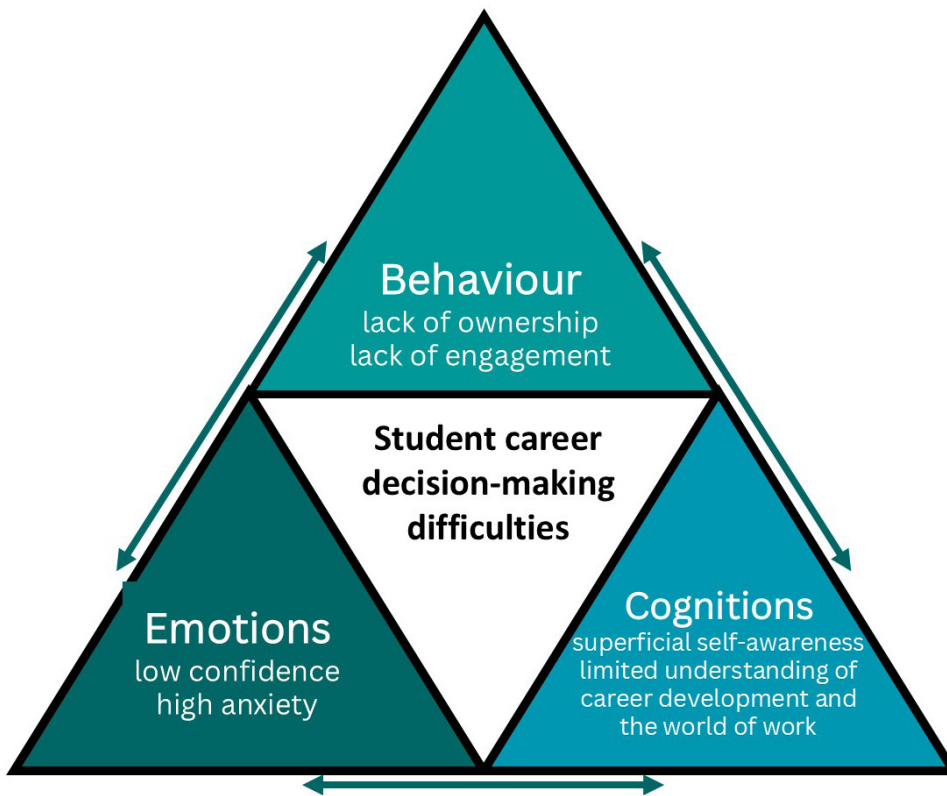 Behaviour
lack of ownership
lack of engagement
Student career
decision-making
difficulties
Emotions
low confidence
high anxiety
Cognitions
superficial self-awareness
limited understanding of
career development and
the world of work